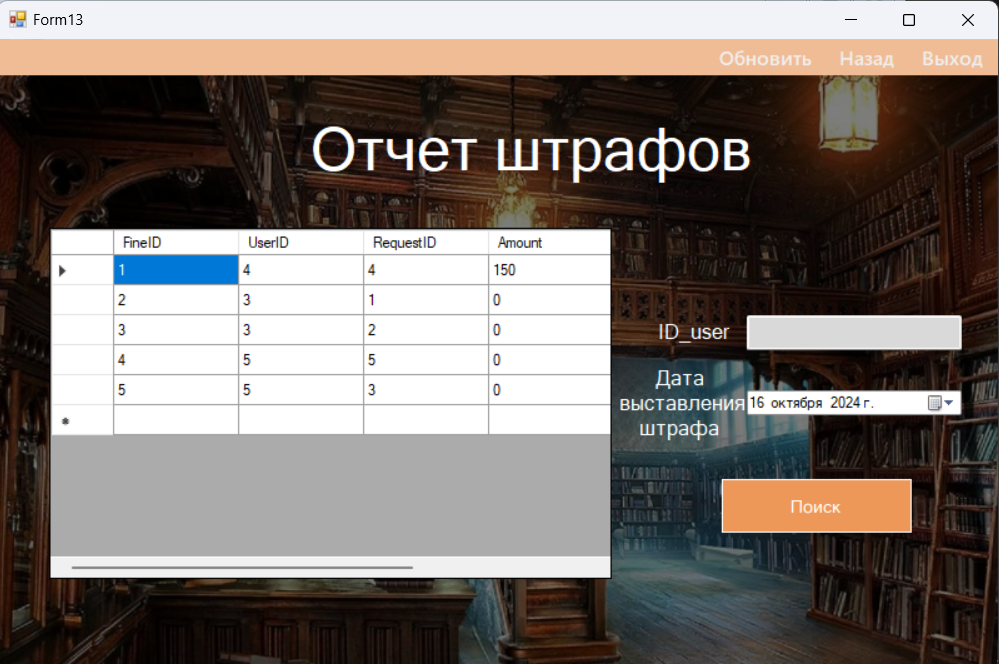 Form13
Обновить Назад Выход
Отчет штрафов
FineID UserID RequestID Amount
1 4 4 150
2 3 1 0
3 3 2 0
4 5 5 0
5 5 3 0
ID_user
Дата
выставления
штрафа
16 октября 2024 г.
Поиск